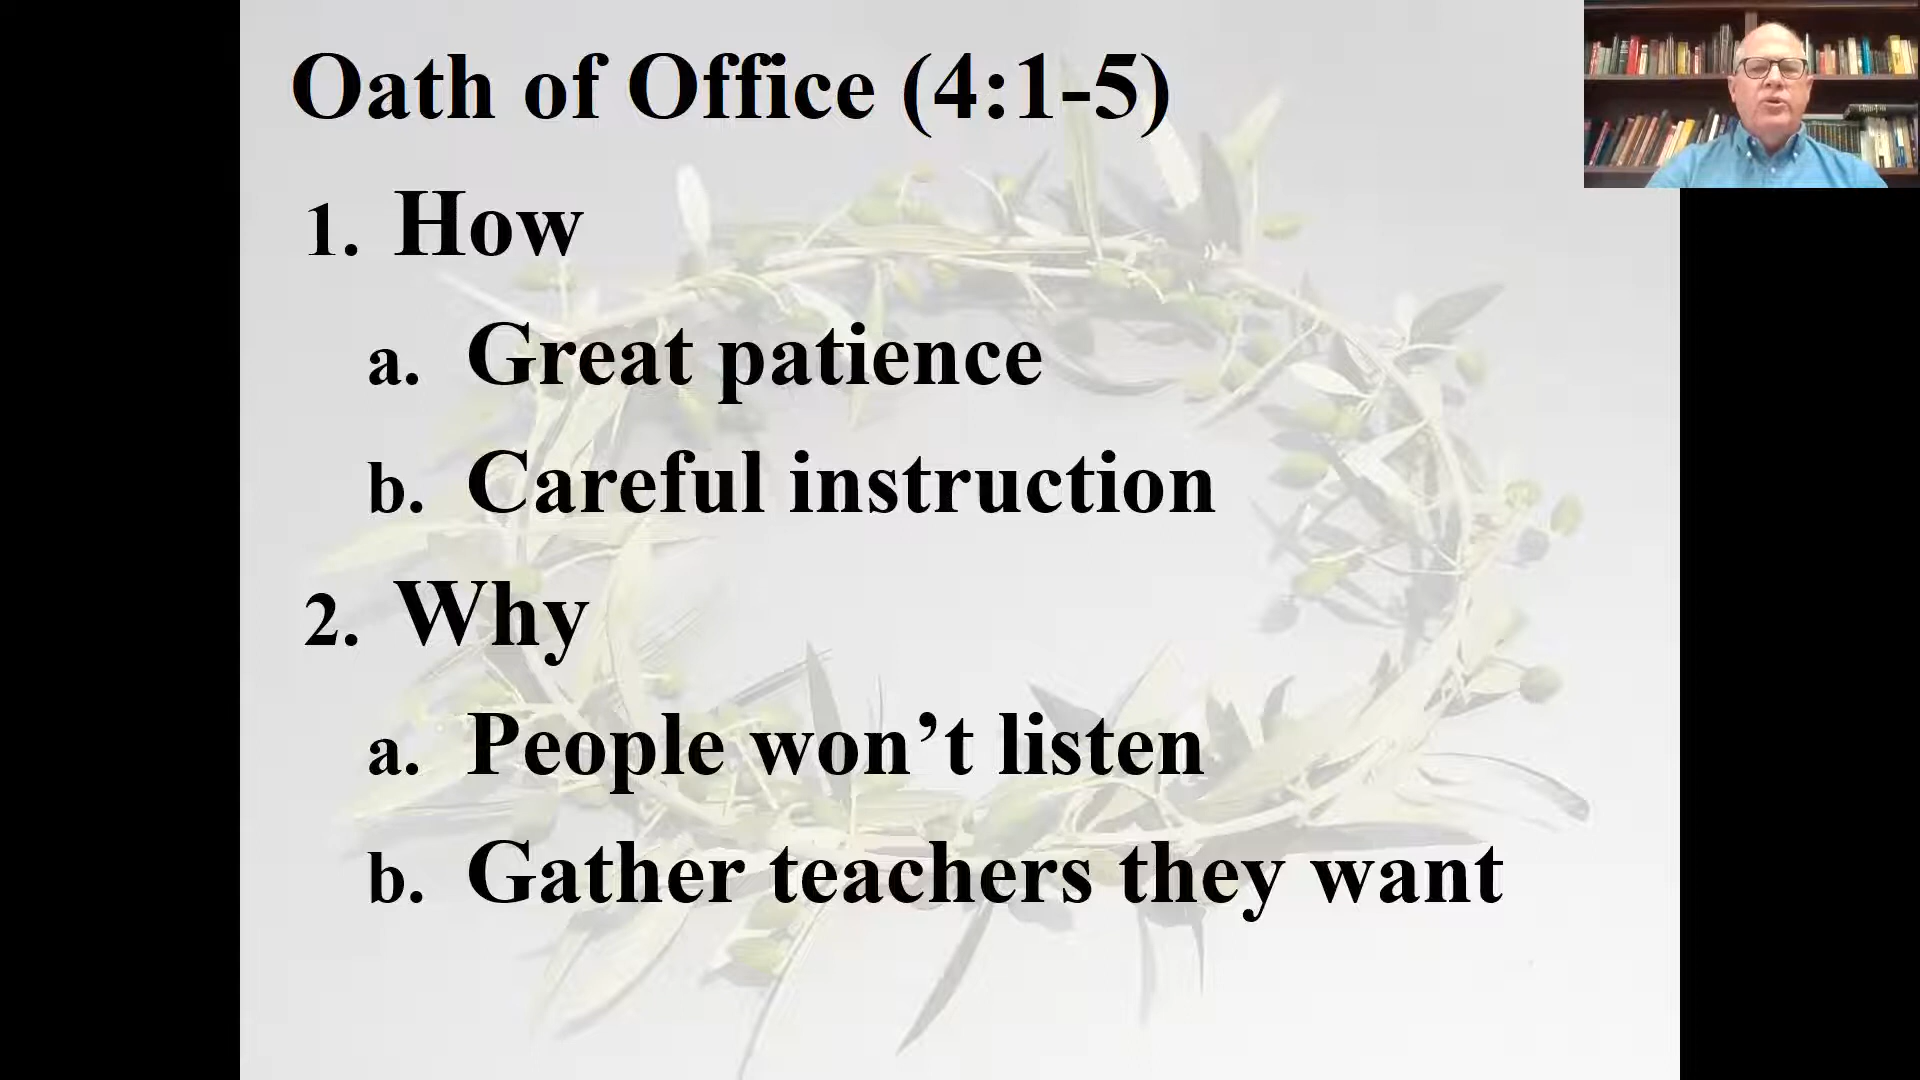 Oath of Office (4:1-5)
1. How
a. Great patience
b. Careful instruction
2. Why
a. People won’t listen
b. Gather teachers they want